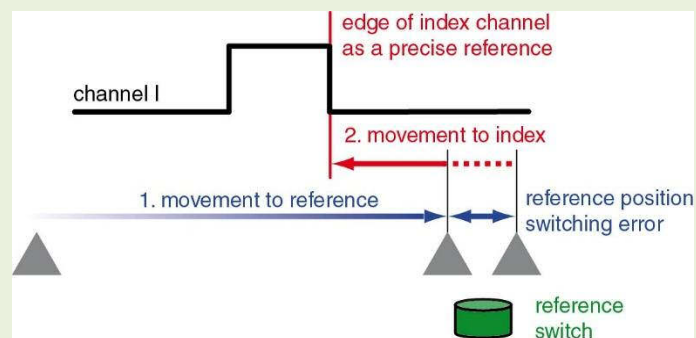 edge of index channel
as a precise reference
channel I
2. movement to index
1. movement to reference
reference position
switching error
reference
switch